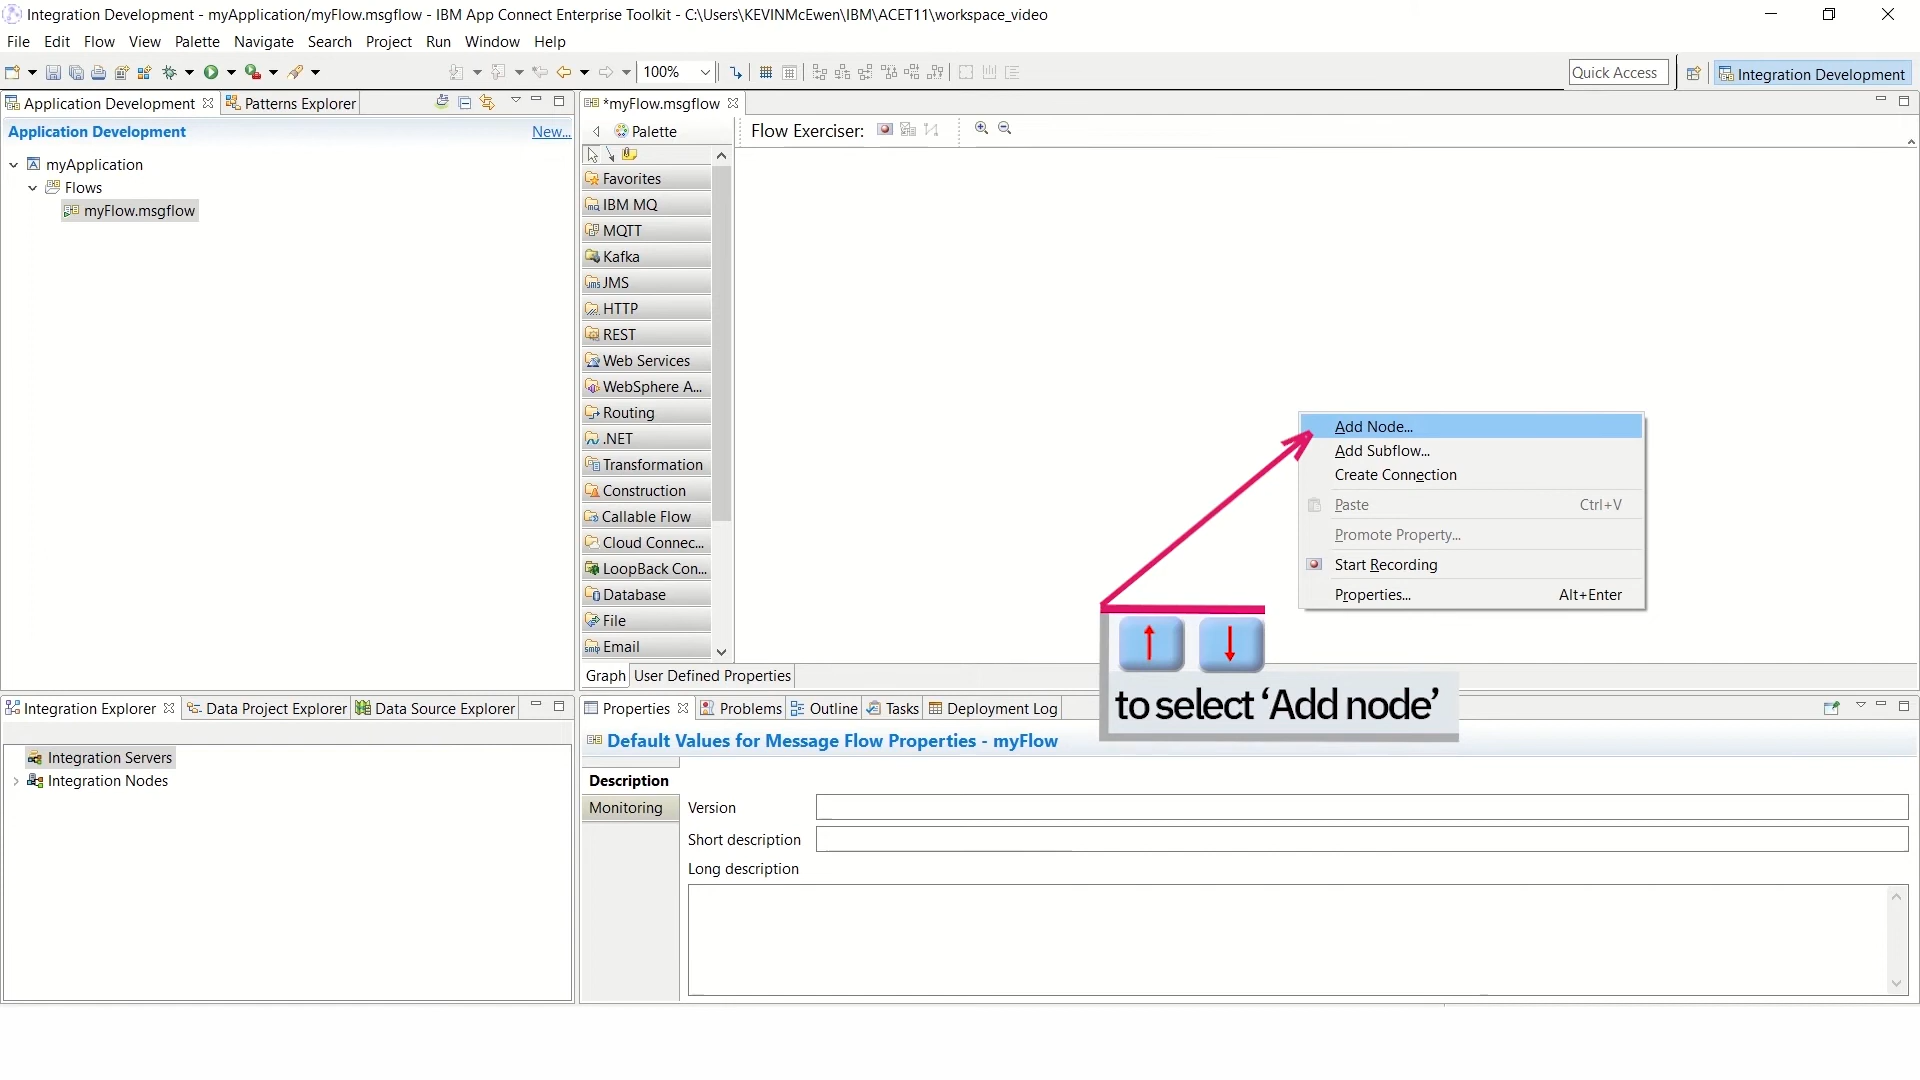 Integration Development - myApplication/myFlow.msgflow - IBM App Connect Enterprise Toolkit - C:\Users\KEVINMcEwen\IBM\ACET11\workspace_video
File Edit Flow View Palette Navigate Search Project Run Window Help
100%
Quick Access
Integration Development
Application Development
Patterns Explorer
Application Development
New...
myApplication
Flows
myFlow.msgflow
*myFlow.msgflow
Palette
Flow Exerciser:
Favorites
IBM MQ
MQTT
Kafka
JMS
HTTP
REST
Web Services
WebSphere A...
Routing
.NET
Transformation
Construction
Callable Flow
Cloud Connec...
LoopBack Con...
Database
File
Email
Graph
User Defined Properties
Add Node...
Add Subflow...
Create Connection
Paste Ctrl+V
Promote Property...
Start Recording
Properties... Alt+Enter
to select ‘Add node’
Integration Explorer
Data Project Explorer
Data Source Explorer
Integration Servers
Integration Nodes
Properties
Problems
Outline
Tasks
Deployment Log
Default Values for Message Flow Properties - myFlow
Description
Monitoring
Version
Short description
Long description